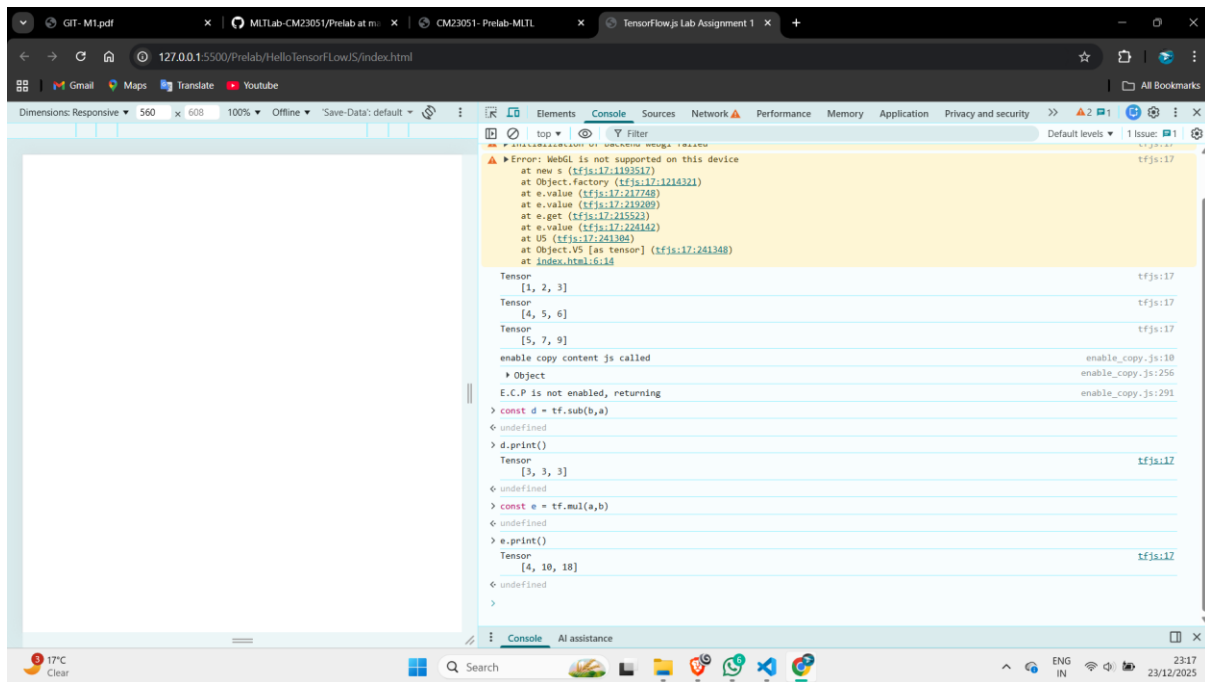 GIT- M1.pdf
MLTLab-CM23051/Prelab at ma
CM23051- Prelab-MLTL
TensorFlow.js Lab Assignment 1
127.0.0.1:5500/Prelab/HelloTensorFLowJS/index.html
Gmail Maps Translate Youtube All Bookmarks
Dimensions: Responsive 560 x 608 100% Offline 'Save-Data': default
Elements Console Sources Network Performance Memory Application Privacy and security 2 1
top Filter Default levels 1 Issue: 1
Initialization of backend webgl failed tfjs:17
Error: WebGL is not supported on this device tfjs:17
at new s (tfjs:17:1193517)
at Object.factory (tfjs:17:1214321)
at e.value (tfjs:17:217748)
at e.value (tfjs:17:219209)
at e.get (tfjs:17:215523)
at e.value (tfjs:17:224142)
at U5 (tfjs:17:241304)
at Object.V5 [as tensor] (tfjs:17:241348)
at index.html:6:14
Tensor tfjs:17
[1, 2, 3]
Tensor tfjs:17
[4, 5, 6]
Tensor tfjs:17
[5, 7, 9]
enable copy content js called enable_copy.js:10
Object enable_copy.js:256
E.C.P is not enabled, returning enable_copy.js:291
> const d = tf.sub(b,a)
undefined
> d.print()
Tensor tfjs:17
[3, 3, 3]
undefined
> const e = tf.mul(a,b)
undefined
> e.print()
Tensor tfjs:17
[4, 10, 18]
undefined
>
Console AI assistance
3 17°C
Clear
Search
ENG
IN
23:17
23/12/2025